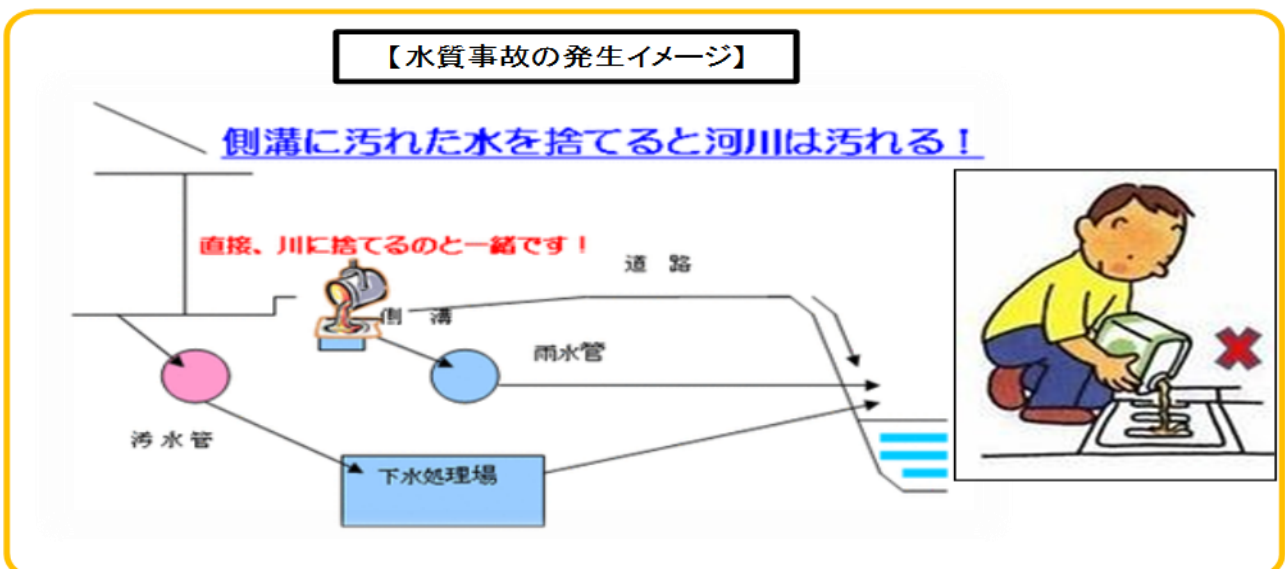 【水質事故の発生イメージ】
側溝に汚れた水を捨てると河川は汚れる！
直接、川に捨てるのと一緒です！
道 路
側 溝
雨水管
汚水管
下水処理場